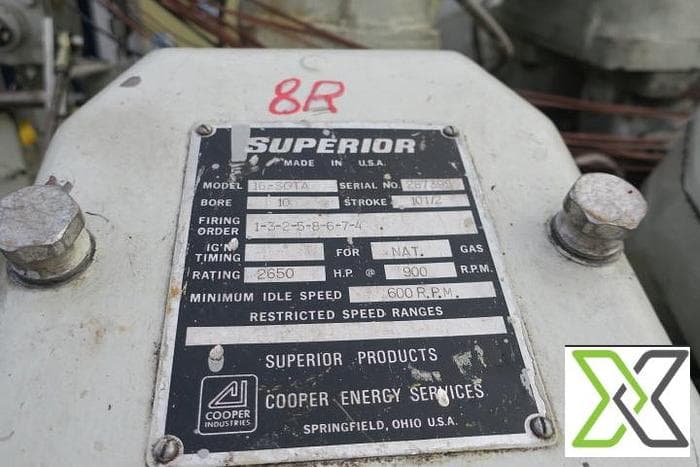 8R
SUPERIOR
MADE IN U.S.A.
MODEL 16-SGTA SERIAL NO.
BORE 10 STROKE 10 1/2
FIRING ORDER 1-3-2-5-8-6-7-4
IG'N TIMING FOR NAT. GAS
RATING 2650 H.P. @ 900 R.P.M.
MINIMUM IDLE SPEED 600 R.P.M.
RESTRICTED SPEED RANGES
SUPERIOR PRODUCTS
COOPER ENERGY SERVICES
COOPER INDUSTRIES
SPRINGFIELD, OHIO U.S.A.